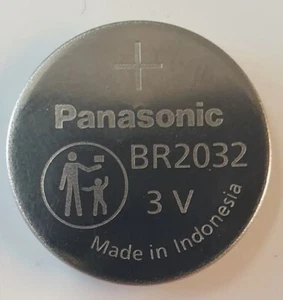 +
Panasonic
BR2032
3 V
Made in Indonesia